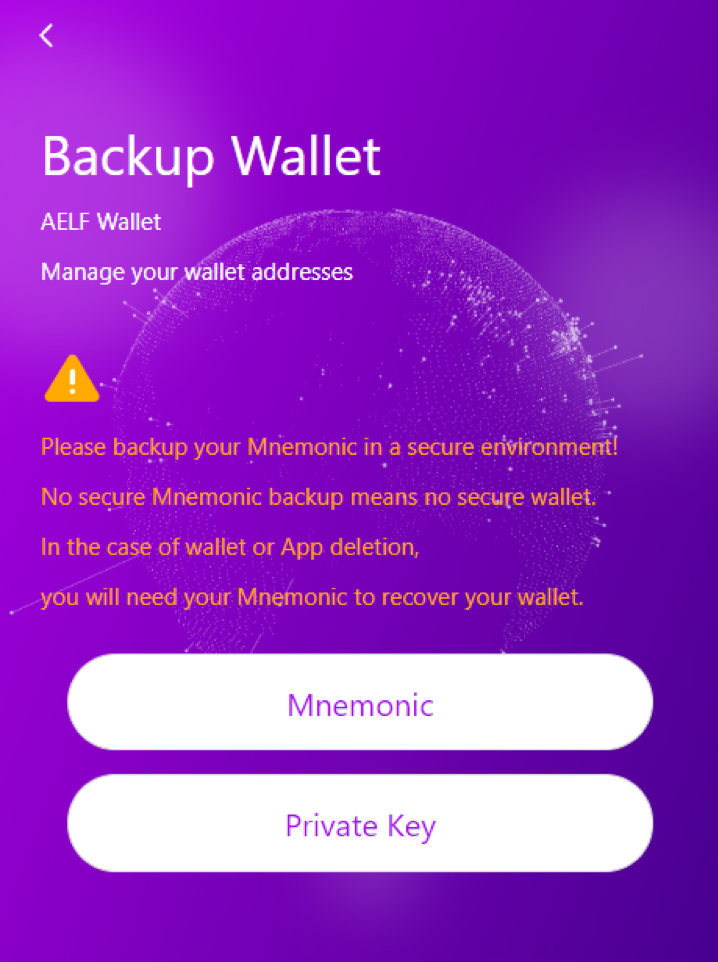 Backup Wallet
AELF Wallet
Manage your wallet addresses
Please backup your Mnemonic in a secure environment!
No secure Mnemonic backup means no secure wallet.
In the case of wallet or App deletion,
you will need your Mnemonic to recover your wallet.
Mnemonic
Private Key